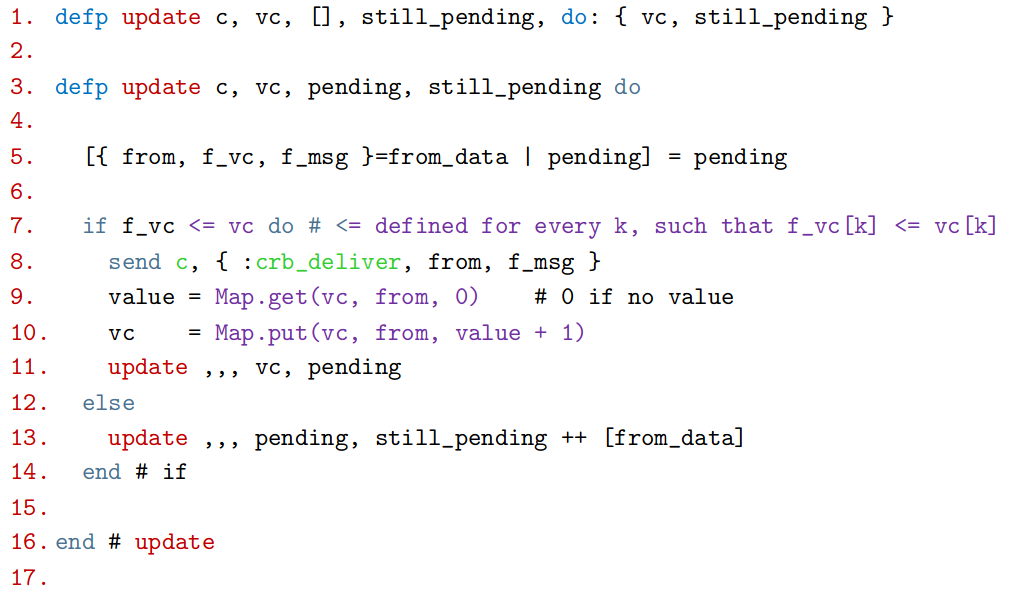 1. defp update c, vc, [], still_pending, do: { vc, still_pending }
2.
3. defp update c, vc, pending, still_pending do
4.
5. [{ from, f_vc, f_msg }=from_data | pending] = pending
6.
7. if f_vc <= vc do # <= defined for every k, such that f_vc[k] <= vc[k]
8. send c, { :crb_deliver, from, f_msg }
9. value = Map.get(vc, from, 0) # 0 if no value
10. vc = Map.put(vc, from, value + 1)
11. update ,,, vc, pending
12. else
13. update ,,, pending, still_pending ++ [from_data]
14. end # if
15.
16. end # update
17.